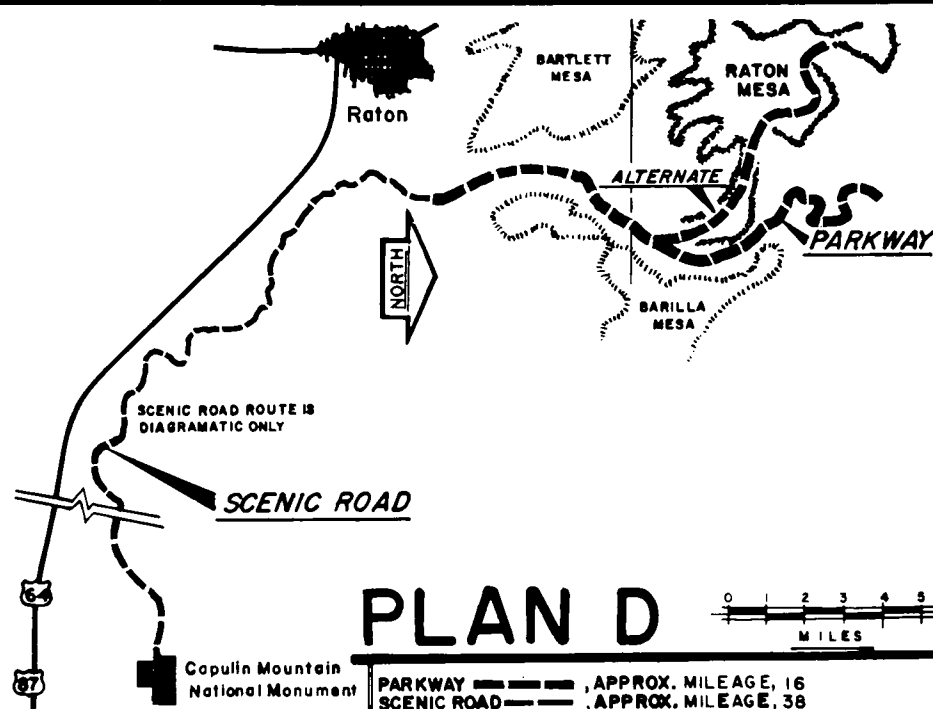 BARTLETT
MESA
RATON
MESA
Raton
ALTERNATE
PARKWAY
NORTH
BARILLA
MESA
SCENIC ROAD ROUTE IS
DIAGRAMATIC ONLY
SCENIC ROAD
64
87
PLAN D
0 1 2 3 4 5
MILES
Capulin Mountain
National Monument
PARKWAY , APPROX. MILEAGE, 16
SCENIC ROAD , APPROX. MILEAGE, 38